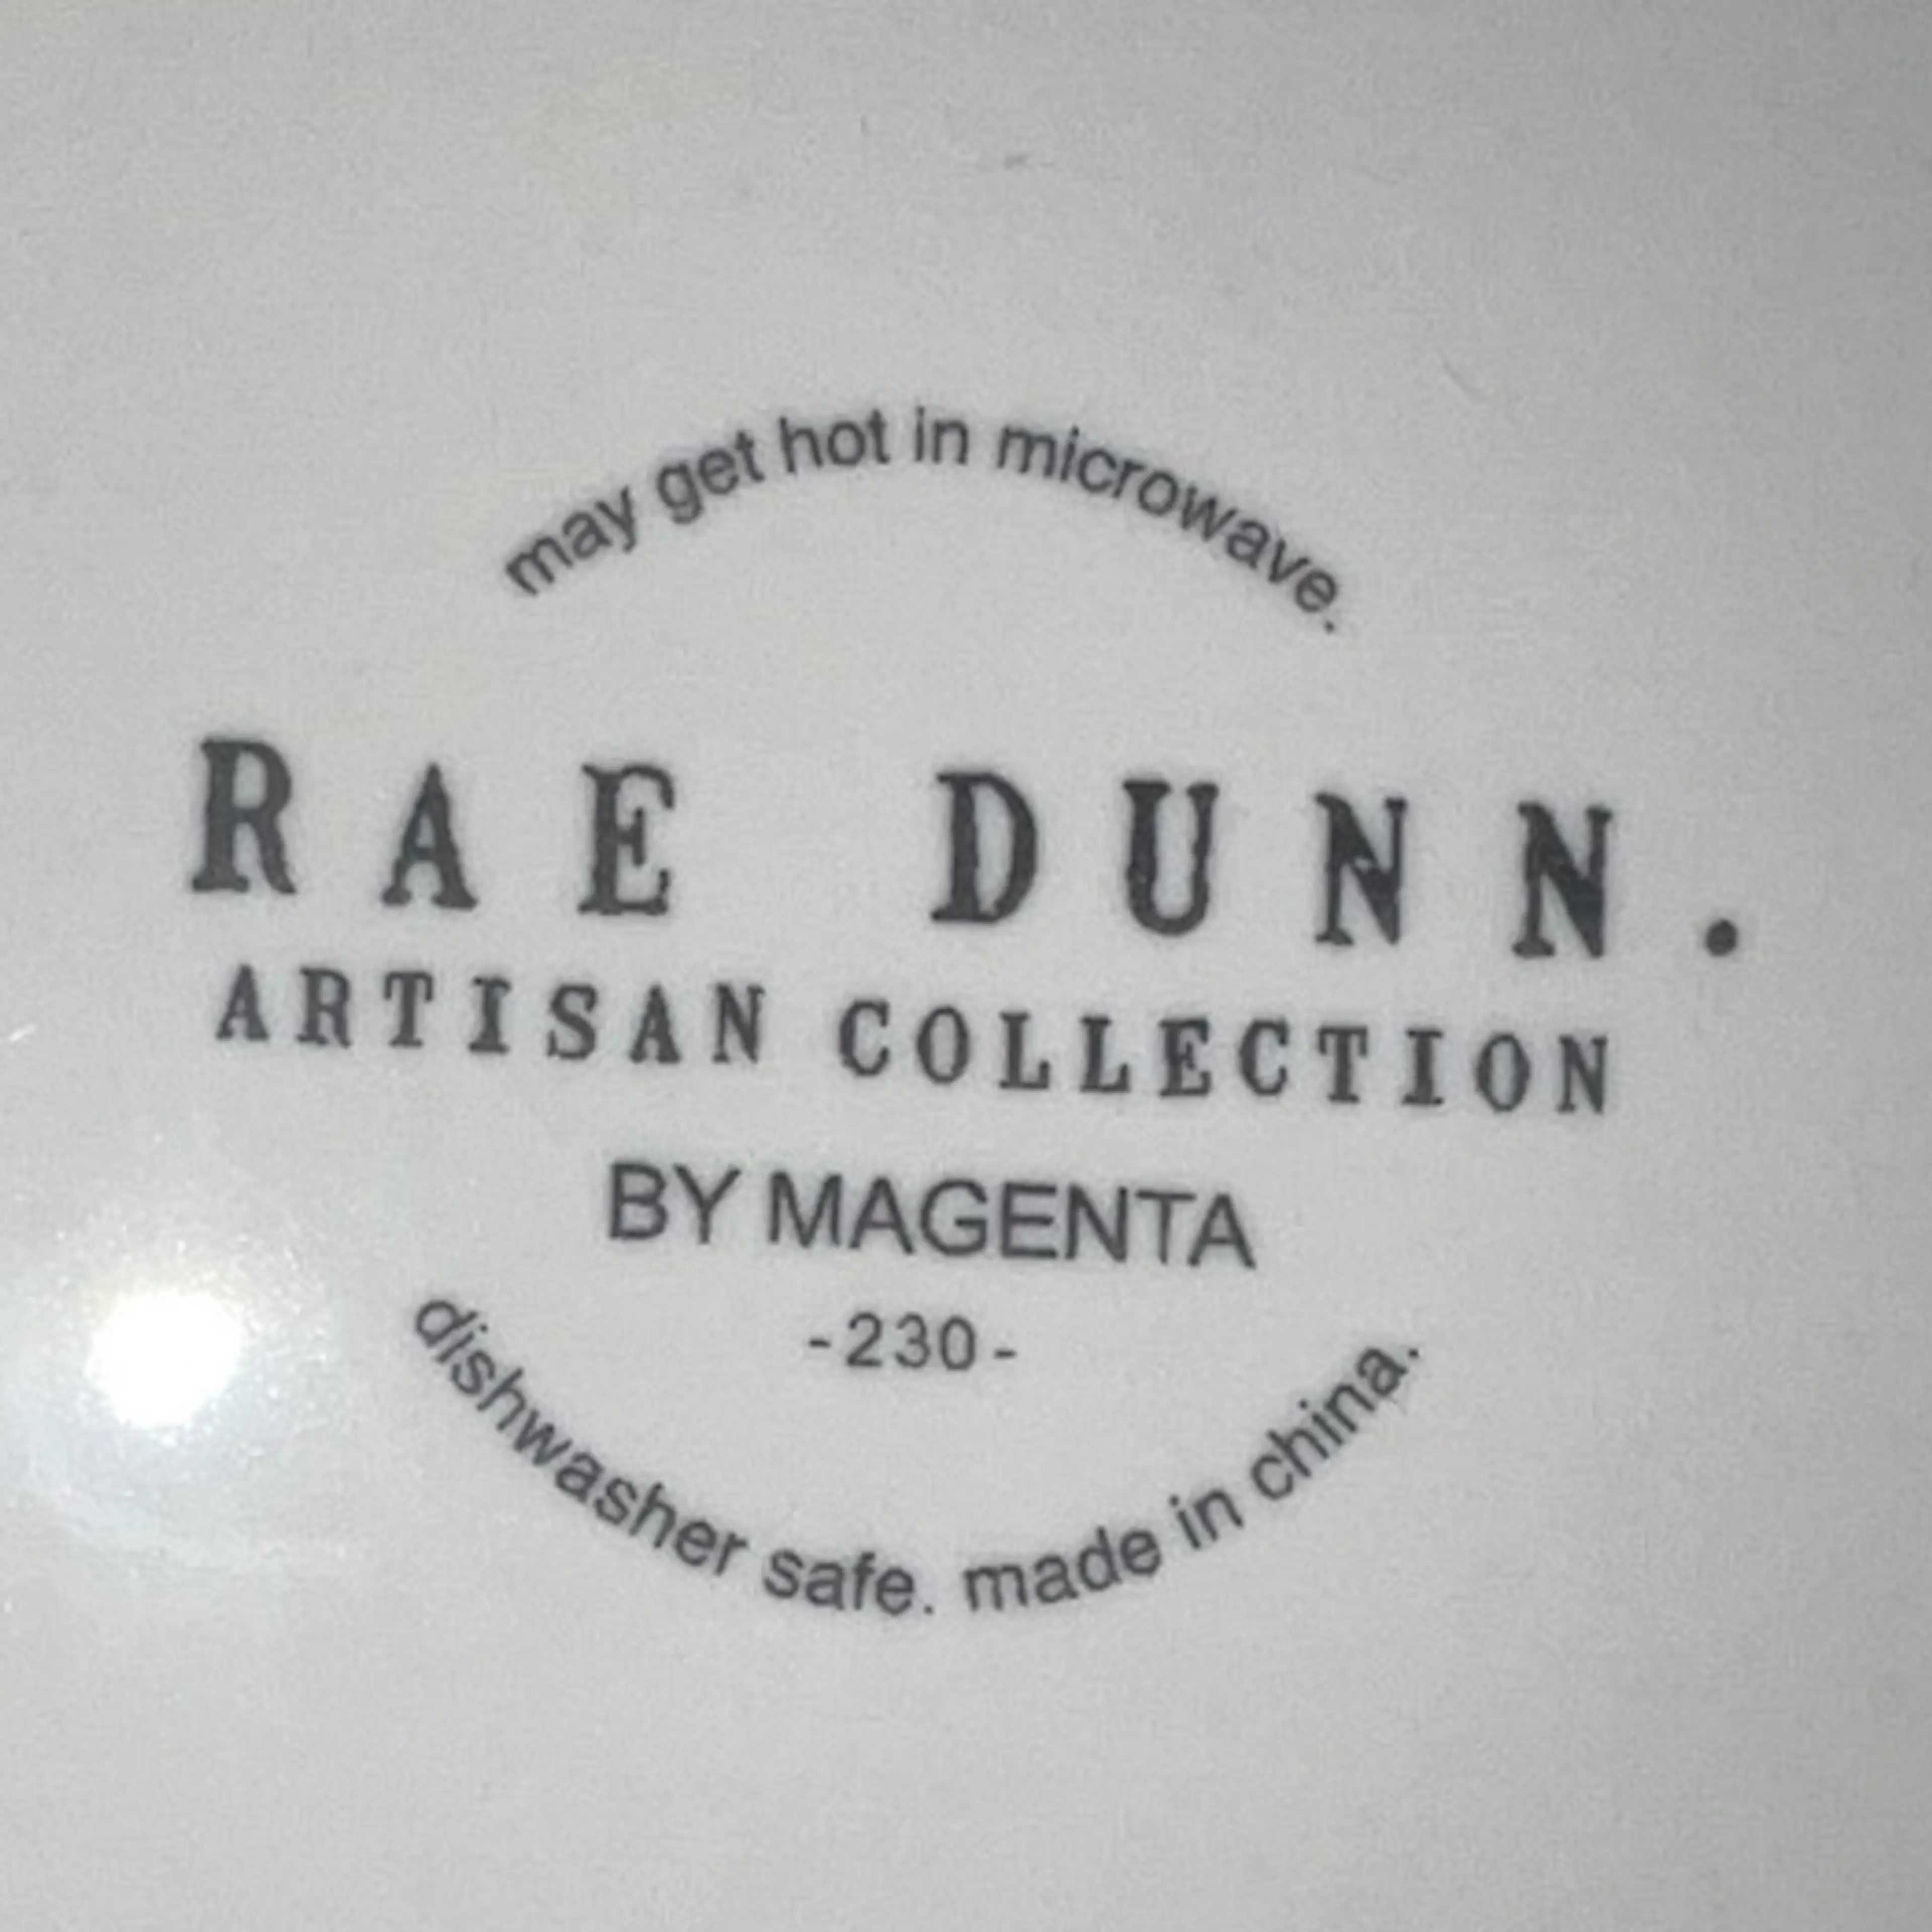 may get hot in microwave.
RAE DUNN.
ARTISAN COLLECTION
BY MAGENTA
-230-
dishwasher safe. made in china.